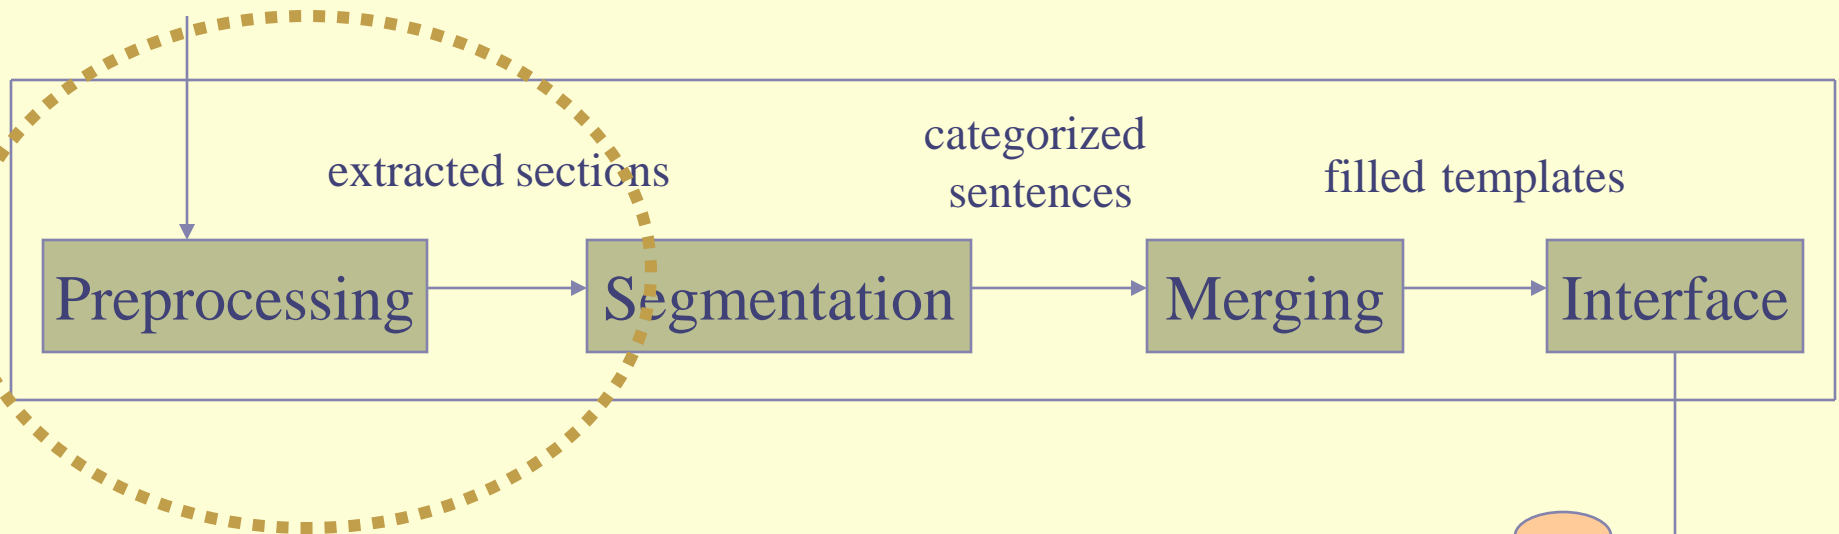 extracted sections
categorized
sentences
filled templates
Preprocessing
Segmentation
Merging
Interface